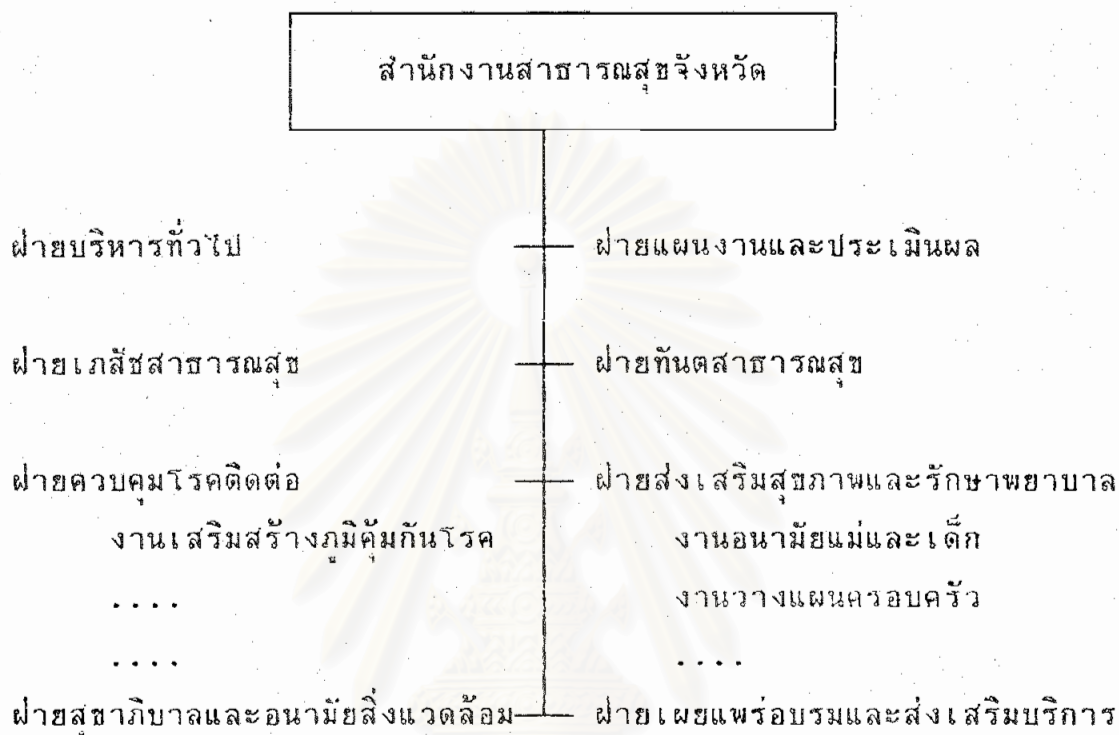 สำนักงานสาธารณสุขจังหวัด
ฝ่ายบริหารทั่วไป ฝ่ายแผนงานและประเมินผล
ฝ่ายเภสัชสาธารณสุข ฝ่ายทันตสาธารณสุข
ฝ่ายควบคุมโรคติดต่อ ฝ่ายส่งเสริมสุขภาพและรักษาพยาบาล
งานเสริมสร้างภูมิคุ้มกันโรค งานอนามัยแม่และเด็ก
.... งานวางแผนครอบครัว
.... ....
ฝ่ายสุขาภิบาลและอนามัยสิ่งแวดล้อม ฝ่ายเผยแพร่อบรมและส่งเสริมบริการ